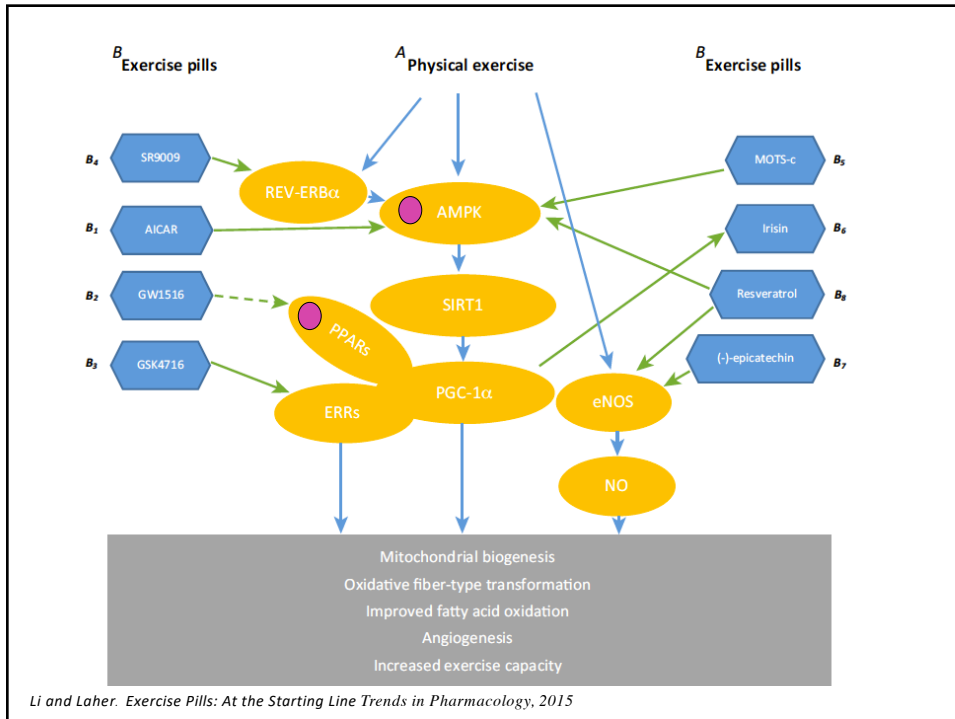 B Exercise pills
A Physical exercise
B Exercise pills
B4 SR9009
MOTS-c B5
REV-ERBα
AMPK
B1 AICAR
Irisin B6
B2 GW1516
SIRT1
Resveratrol B8
PPARs
B3 GSK4716
(-)-epicatechin B7
PGC-1α
eNOS
ERRs
NO
Mitochondrial biogenesis
Oxidative fiber-type transformation
Improved fatty acid oxidation
Angiogenesis
Increased exercise capacity
Li and Laher. Exercise Pills: At the Starting Line Trends in Pharmacology, 2015